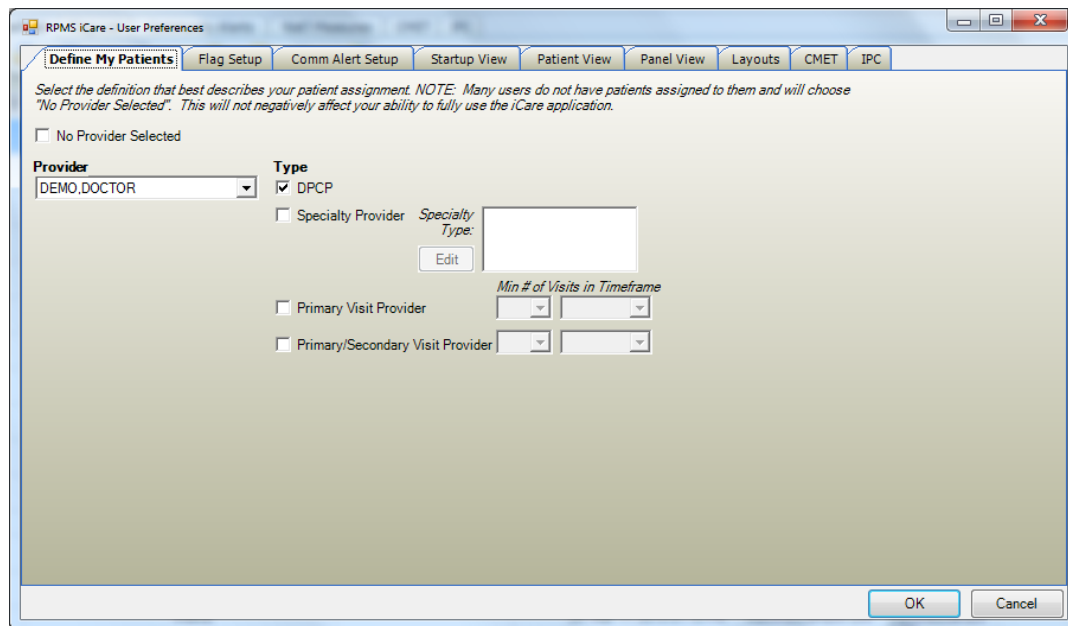 RPMS iCare - User Preferences
Define My Patients Flag Setup Comm Alert Setup Startup View Patient View Panel View Layouts CMET IPC
Select the definition that best describes your patient assignment. NOTE: Many users do not have patients assigned to them and will choose
"No Provider Selected". This will not negatively affect your ability to fully use the iCare application.
No Provider Selected
Provider Type
DEMO,DOCTOR DPCP
Specialty Provider Specialty
Type:
Edit
Min # of Visits in Timeframe
Primary Visit Provider
Primary/Secondary Visit Provider
OK Cancel